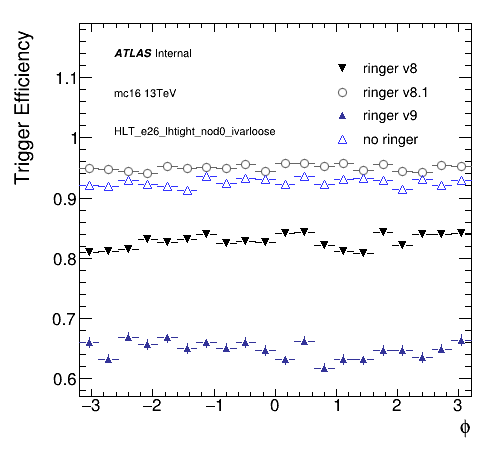 Trigger Efficiency
ATLAS Internal
mc16 13TeV
HLT_e26_lhtight_nod0_ivarloose
ringer v8
ringer v8.1
ringer v9
no ringer
1.1
1
0.9
0.8
0.7
0.6
−3 −2 −1 0 1 2 3
ϕ